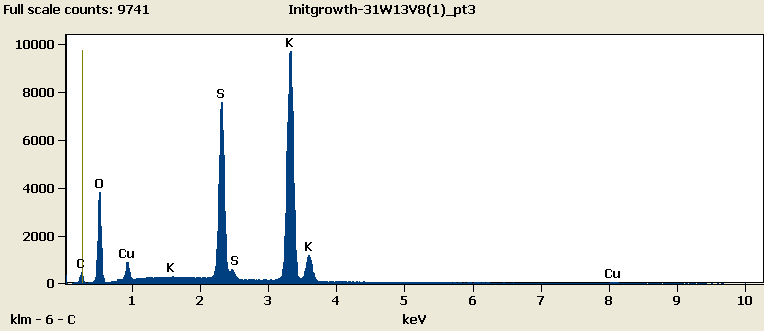 Full scale counts: 9741 Initgrowth-31W13V8(1)_pt3
10000
8000
6000
4000
2000
0
C
O
Cu
K
S
S
K
K
Cu
1 2 3 4 5 6 7 8 9 10
klm - 6 - C keV